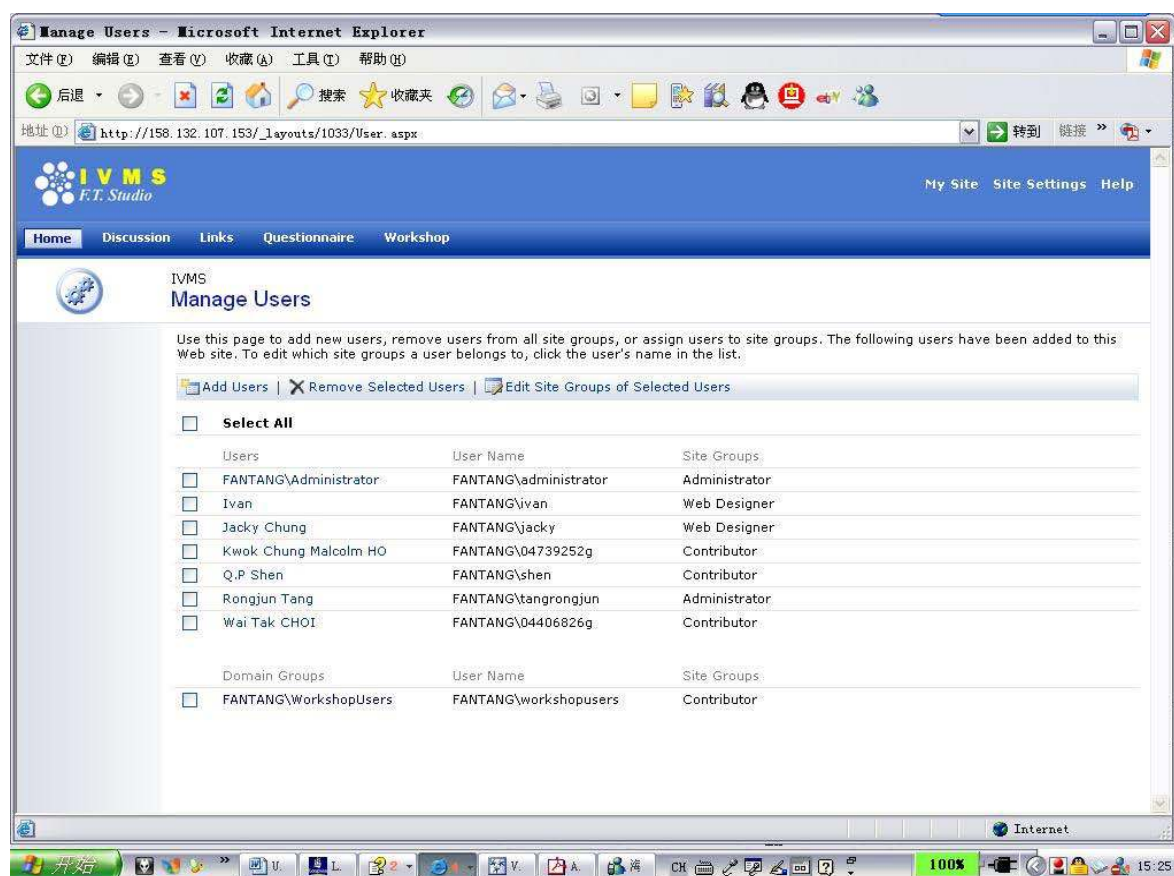 Manage Users - Microsoft Internet Explorer
文件(F) 编辑(E) 查看(V) 收藏(A) 工具(T) 帮助(H)
后退 搜索 收藏夹 ebY
地址(D) http://158.132.107.153/_layouts/1033/User.aspx 转到 链接 »
IVMS
F.T. Studio
My Site Site Settings Help
Home Discussion Links Questionnaire Workshop
IVMS
Manage Users
Use this page to add new users, remove users from all site groups, or assign users to site groups. The following users have been added to this
Web site. To edit which site groups a user belongs to, click the user's name in the list.
Add Users | Remove Selected Users | Edit Site Groups of Selected Users
Select All
Users User Name Site Groups
FANTANG\Administrator FANTANG\administrator Administrator
Ivan FANTANG\ivan Web Designer
Jacky Chung FANTANG\jacky Web Designer
Kwok Chung Malcolm HO FANTANG\04739252g Contributor
Q.P Shen FANTANG\shen Contributor
Rongjun Tang FANTANG\tangrongjun Administrator
Wai Tak CHOI FANTANG\04406826g Contributor
Domain Groups User Name Site Groups
FANTANG\WorkshopUsers FANTANG\workshopusers Contributor
Internet
开始 » U. L. 2 V. A. CH 100% 15:25